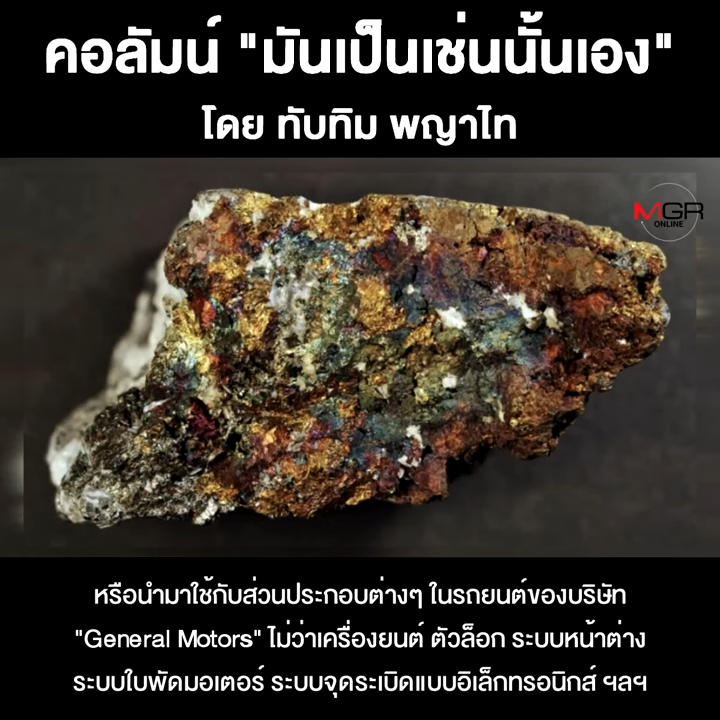 คอลัมน์ "มันเป็นเช่นนั้นเอง"
โดย ทับทิม พญาไท
MGR
ONLINE
หรือนำมาใช้กับส่วนประกอบต่างๆ ในรถยนต์ของบริษัท
"General Motors" ไม่ว่าเครื่องยนต์ ตัวล็อก ระบบหน้าต่าง
ระบบใบพัดมอเตอร์ ระบบจุดระเบิดแบบอิเล็กทรอนิกส์ ฯลฯ